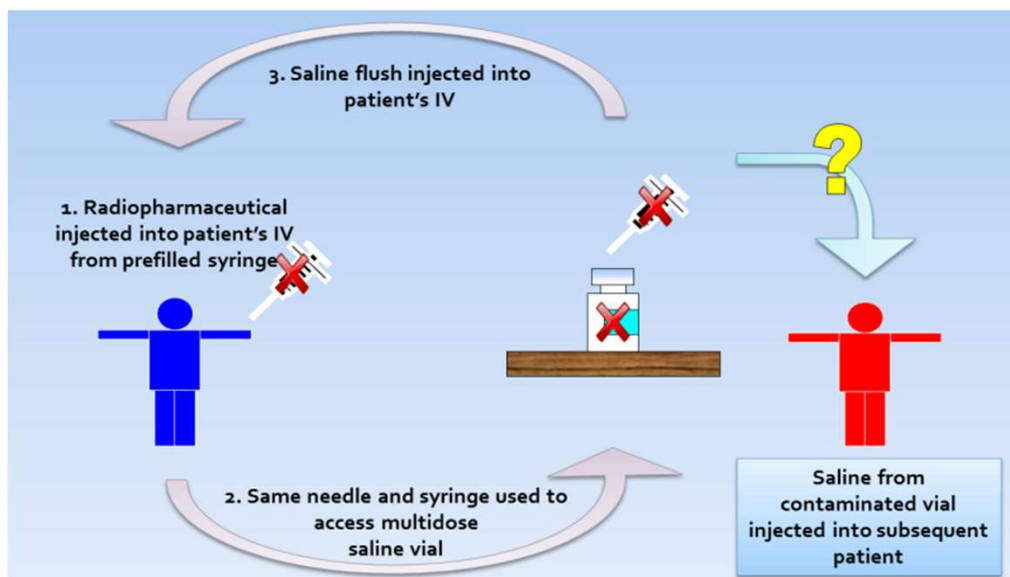 3. Saline flush injected into
patient's IV
1. Radiopharmaceutical
injected into patient's IV
from prefilled syringe
2. Same needle and syringe used to
access multidose
saline vial
?
Saline from
contaminated vial
injected into subsequent
patient